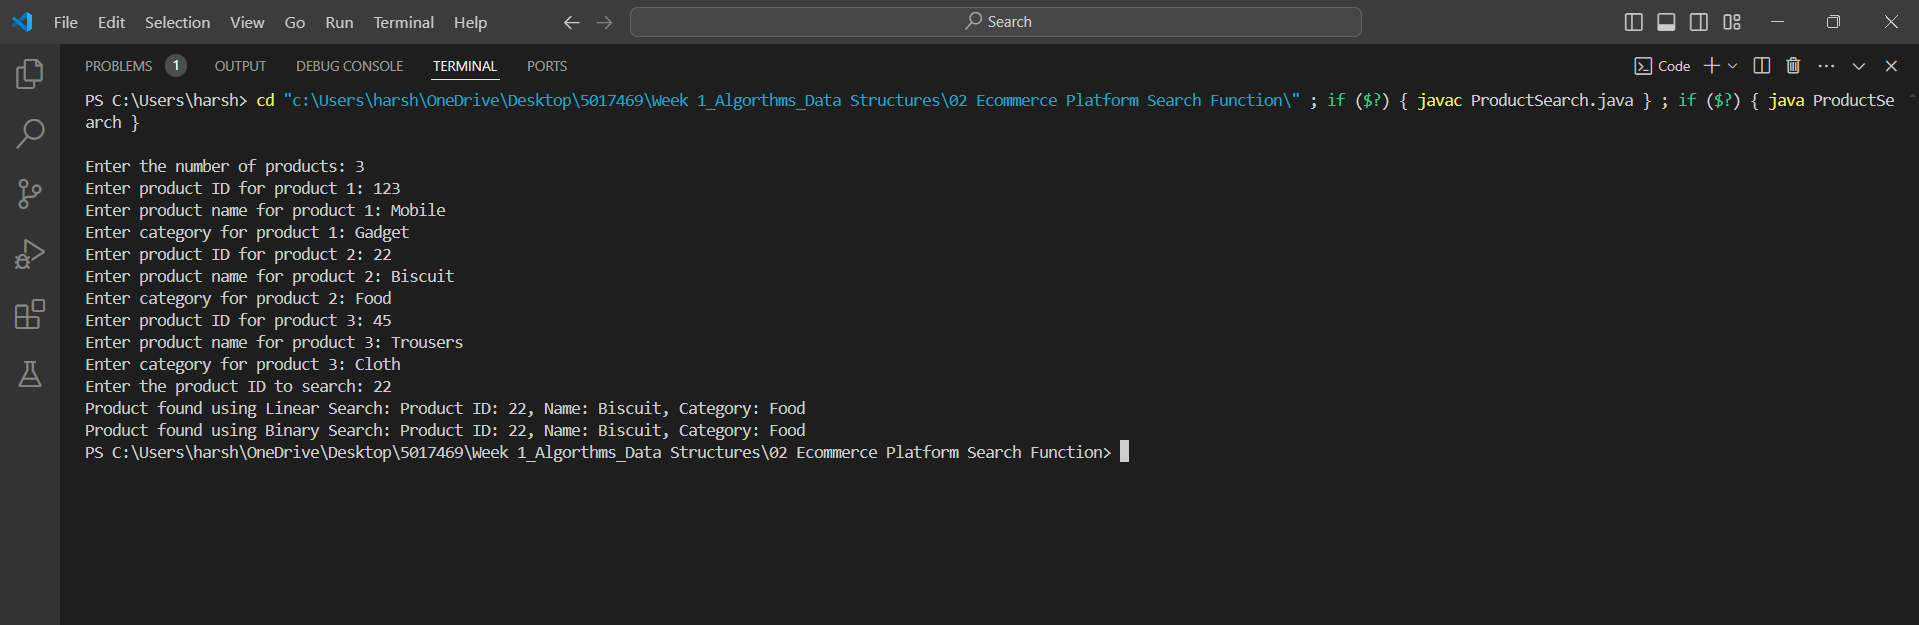 File Edit Selection View Go Run Terminal Help Search
PROBLEMS 1 OUTPUT DEBUG CONSOLE TERMINAL PORTS Code
PS C:\Users\harsh> cd "c:\Users\harsh\OneDrive\Desktop\5017469\Week 1_Algorthms_Data Structures\02 Ecommerce Platform Search Function\" ; if ($?) { javac ProductSearch.java } ; if ($?) { java ProductSe
arch }
Enter the number of products: 3
Enter product ID for product 1: 123
Enter product name for product 1: Mobile
Enter category for product 1: Gadget
Enter product ID for product 2: 22
Enter product name for product 2: Biscuit
Enter category for product 2: Food
Enter product ID for product 3: 45
Enter product name for product 3: Trousers
Enter category for product 3: Cloth
Enter the product ID to search: 22
Product found using Linear Search: Product ID: 22, Name: Biscuit, Category: Food
Product found using Binary Search: Product ID: 22, Name: Biscuit, Category: Food
PS C:\Users\harsh\OneDrive\Desktop\5017469\Week 1_Algorthms_Data Structures\02 Ecommerce Platform Search Function>